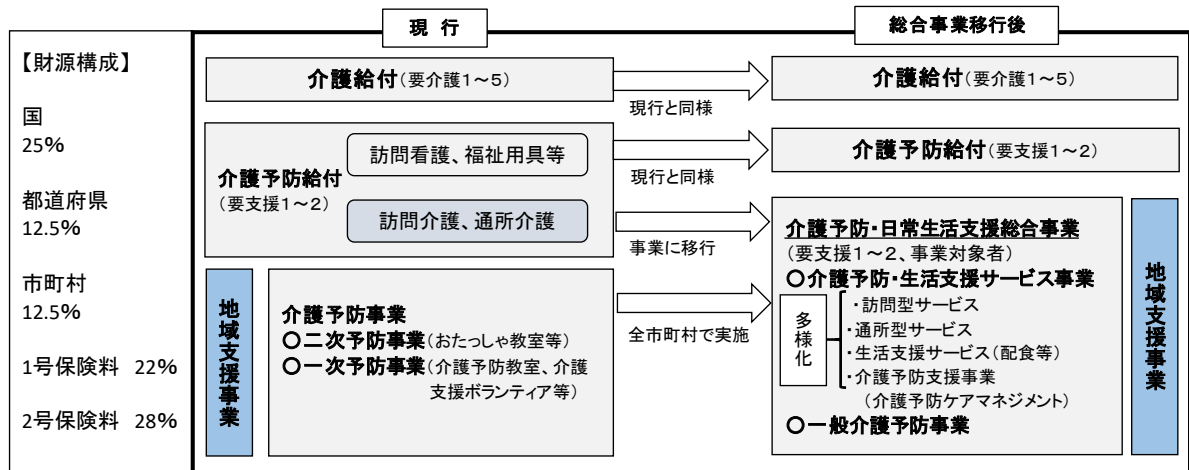 【財源構成】
国
25%
都道府県
12.5%
市町村
12.5%
1号保険料 22%
2号保険料 28%
現 行
介護給付(要介護1～5)
介護予防給付
(要支援1～2)
訪問看護、福祉用具等
訪問介護、通所介護
地域支援事業
介護予防事業
○二次予防事業(おたっしゃ教室等)
○一次予防事業(介護予防教室、介護
支援ボランティア等)
現行と同様
現行と同様
事業に移行
全市町村で実施
総合事業移行後
介護給付(要介護1～5)
介護予防給付(要支援1～2)
介護予防・日常生活支援総合事業
(要支援1～2、事業対象者)
○介護予防・生活支援サービス事業
多様化
・訪問型サービス
・通所型サービス
・生活支援サービス(配食等)
・介護予防支援事業
(介護予防ケアマネジメント)
○一般介護予防事業
地域支援事業